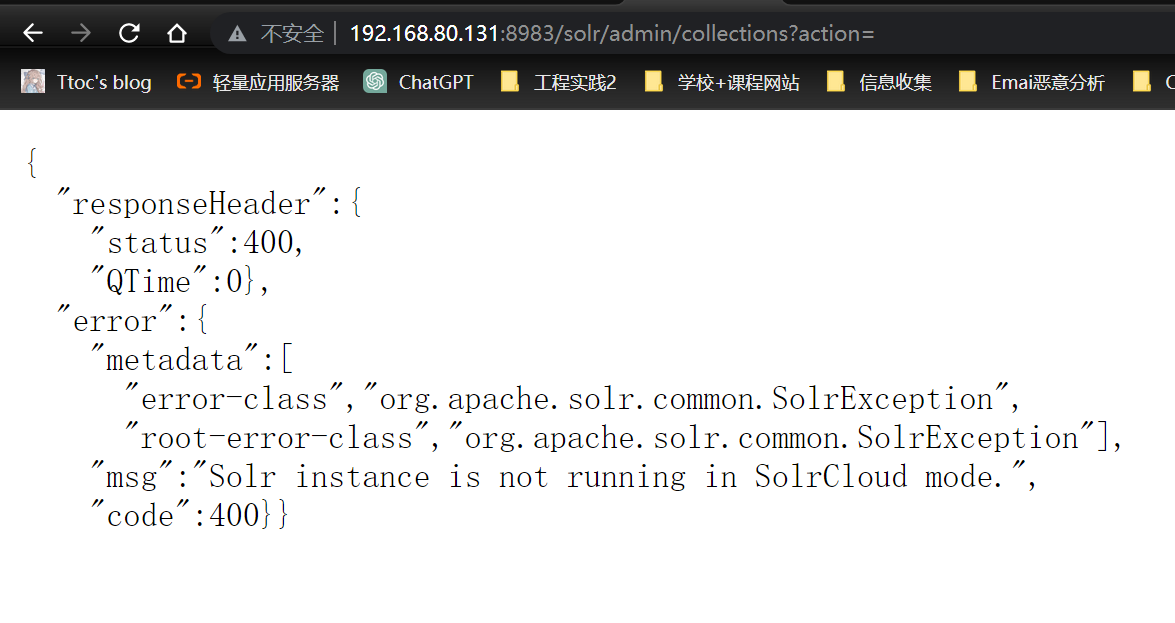 不安全 192.168.80.131:8983/solr/admin/collections?action=
Ttoc's blog 轻量应用服务器 ChatGPT 工程实践2 学校+课程网站 信息收集 Emai恶意分析
{
"responseHeader":{
"status":400,
"QTime":0},
"error":{
"metadata":[
"error-class","org.apache.solr.common.SolrException",
"root-error-class","org.apache.solr.common.SolrException"],
"msg":"Solr instance is not running in SolrCloud mode.",
"code":400}}